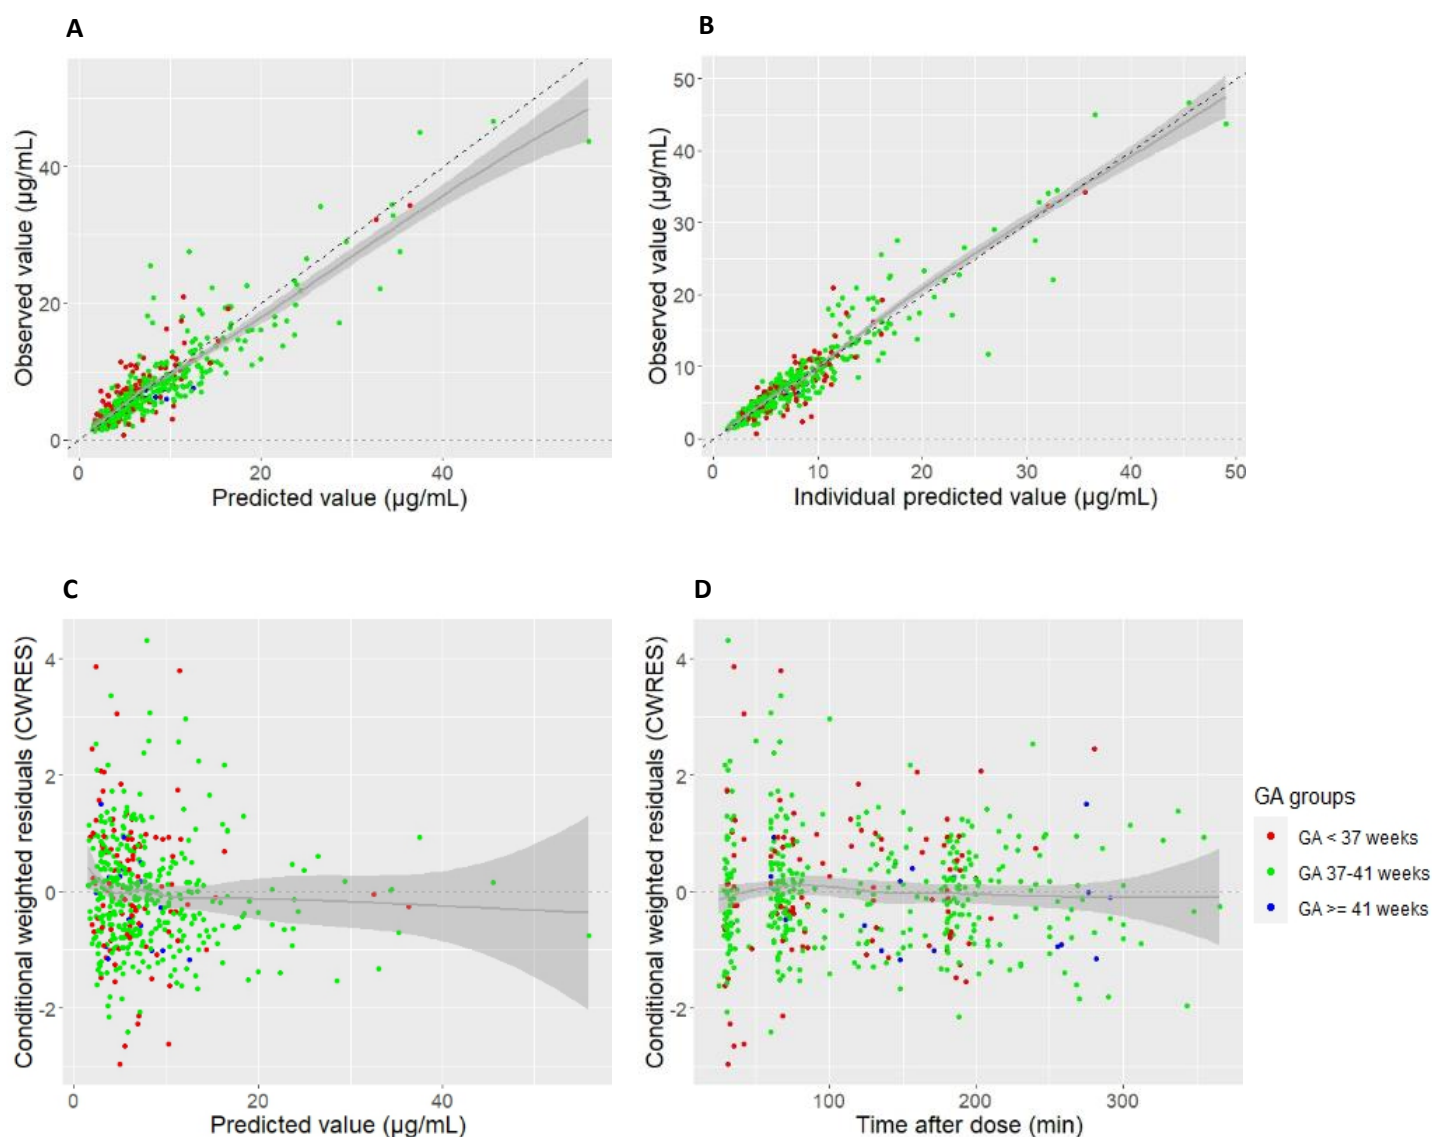 A
B
Observed value (µg/mL)
40
20
0
0
20
40
Predicted value (µg/mL)
Observed value (µg/mL)
50
40
30
20
10
0
0
10
20
30
40
50
Individual predicted value (µg/mL)
C
D
Conditional weighted residuals (CWRES)
4
2
0
-2
0
20
40
Predicted value (µg/mL)
Conditional weighted residuals (CWRES)
4
2
0
-2
100
200
300
Time after dose (min)
GA groups
GA < 37 weeks
GA 37-41 weeks
GA >= 41 weeks